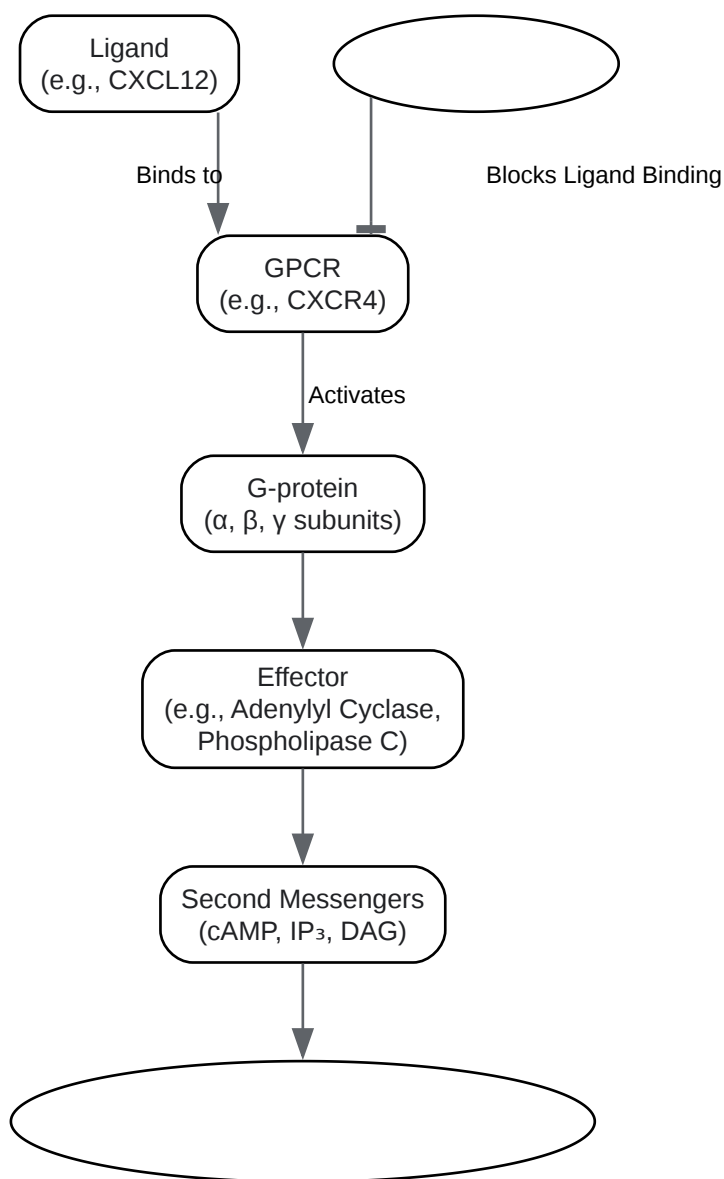 Ligand
(e.g., CXCL12)
Binds to
Blocks Ligand Binding
GPCR
(e.g., CXCR4)
Activates
G-protein
(α, β, γ subunits)
Effector
(e.g., Adenylyl Cyclase,
Phospholipase C)
Second Messengers
(cAMP, IP₃, DAG)